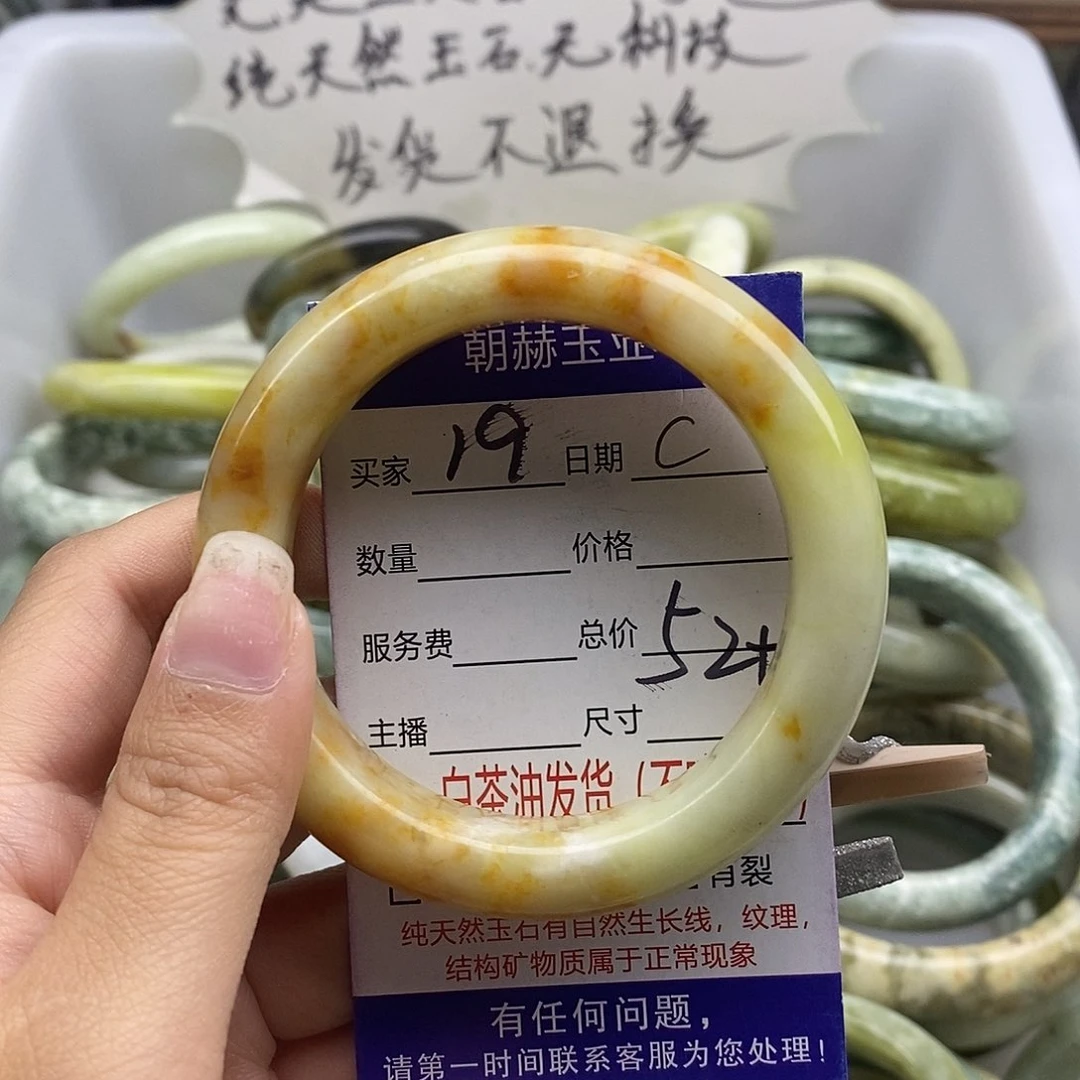 纯天然玉石.无科技
发货不退换
朝赫玉业
买家 19 日期 C
数量 价格
服务费 总价 52+
主播 尺寸
白茶油发货（不
有裂
纯天然玉石有自然生长线，纹理，
结构矿物质属于正常现象
有任何问题，
请第一时间联系客服为您处理！